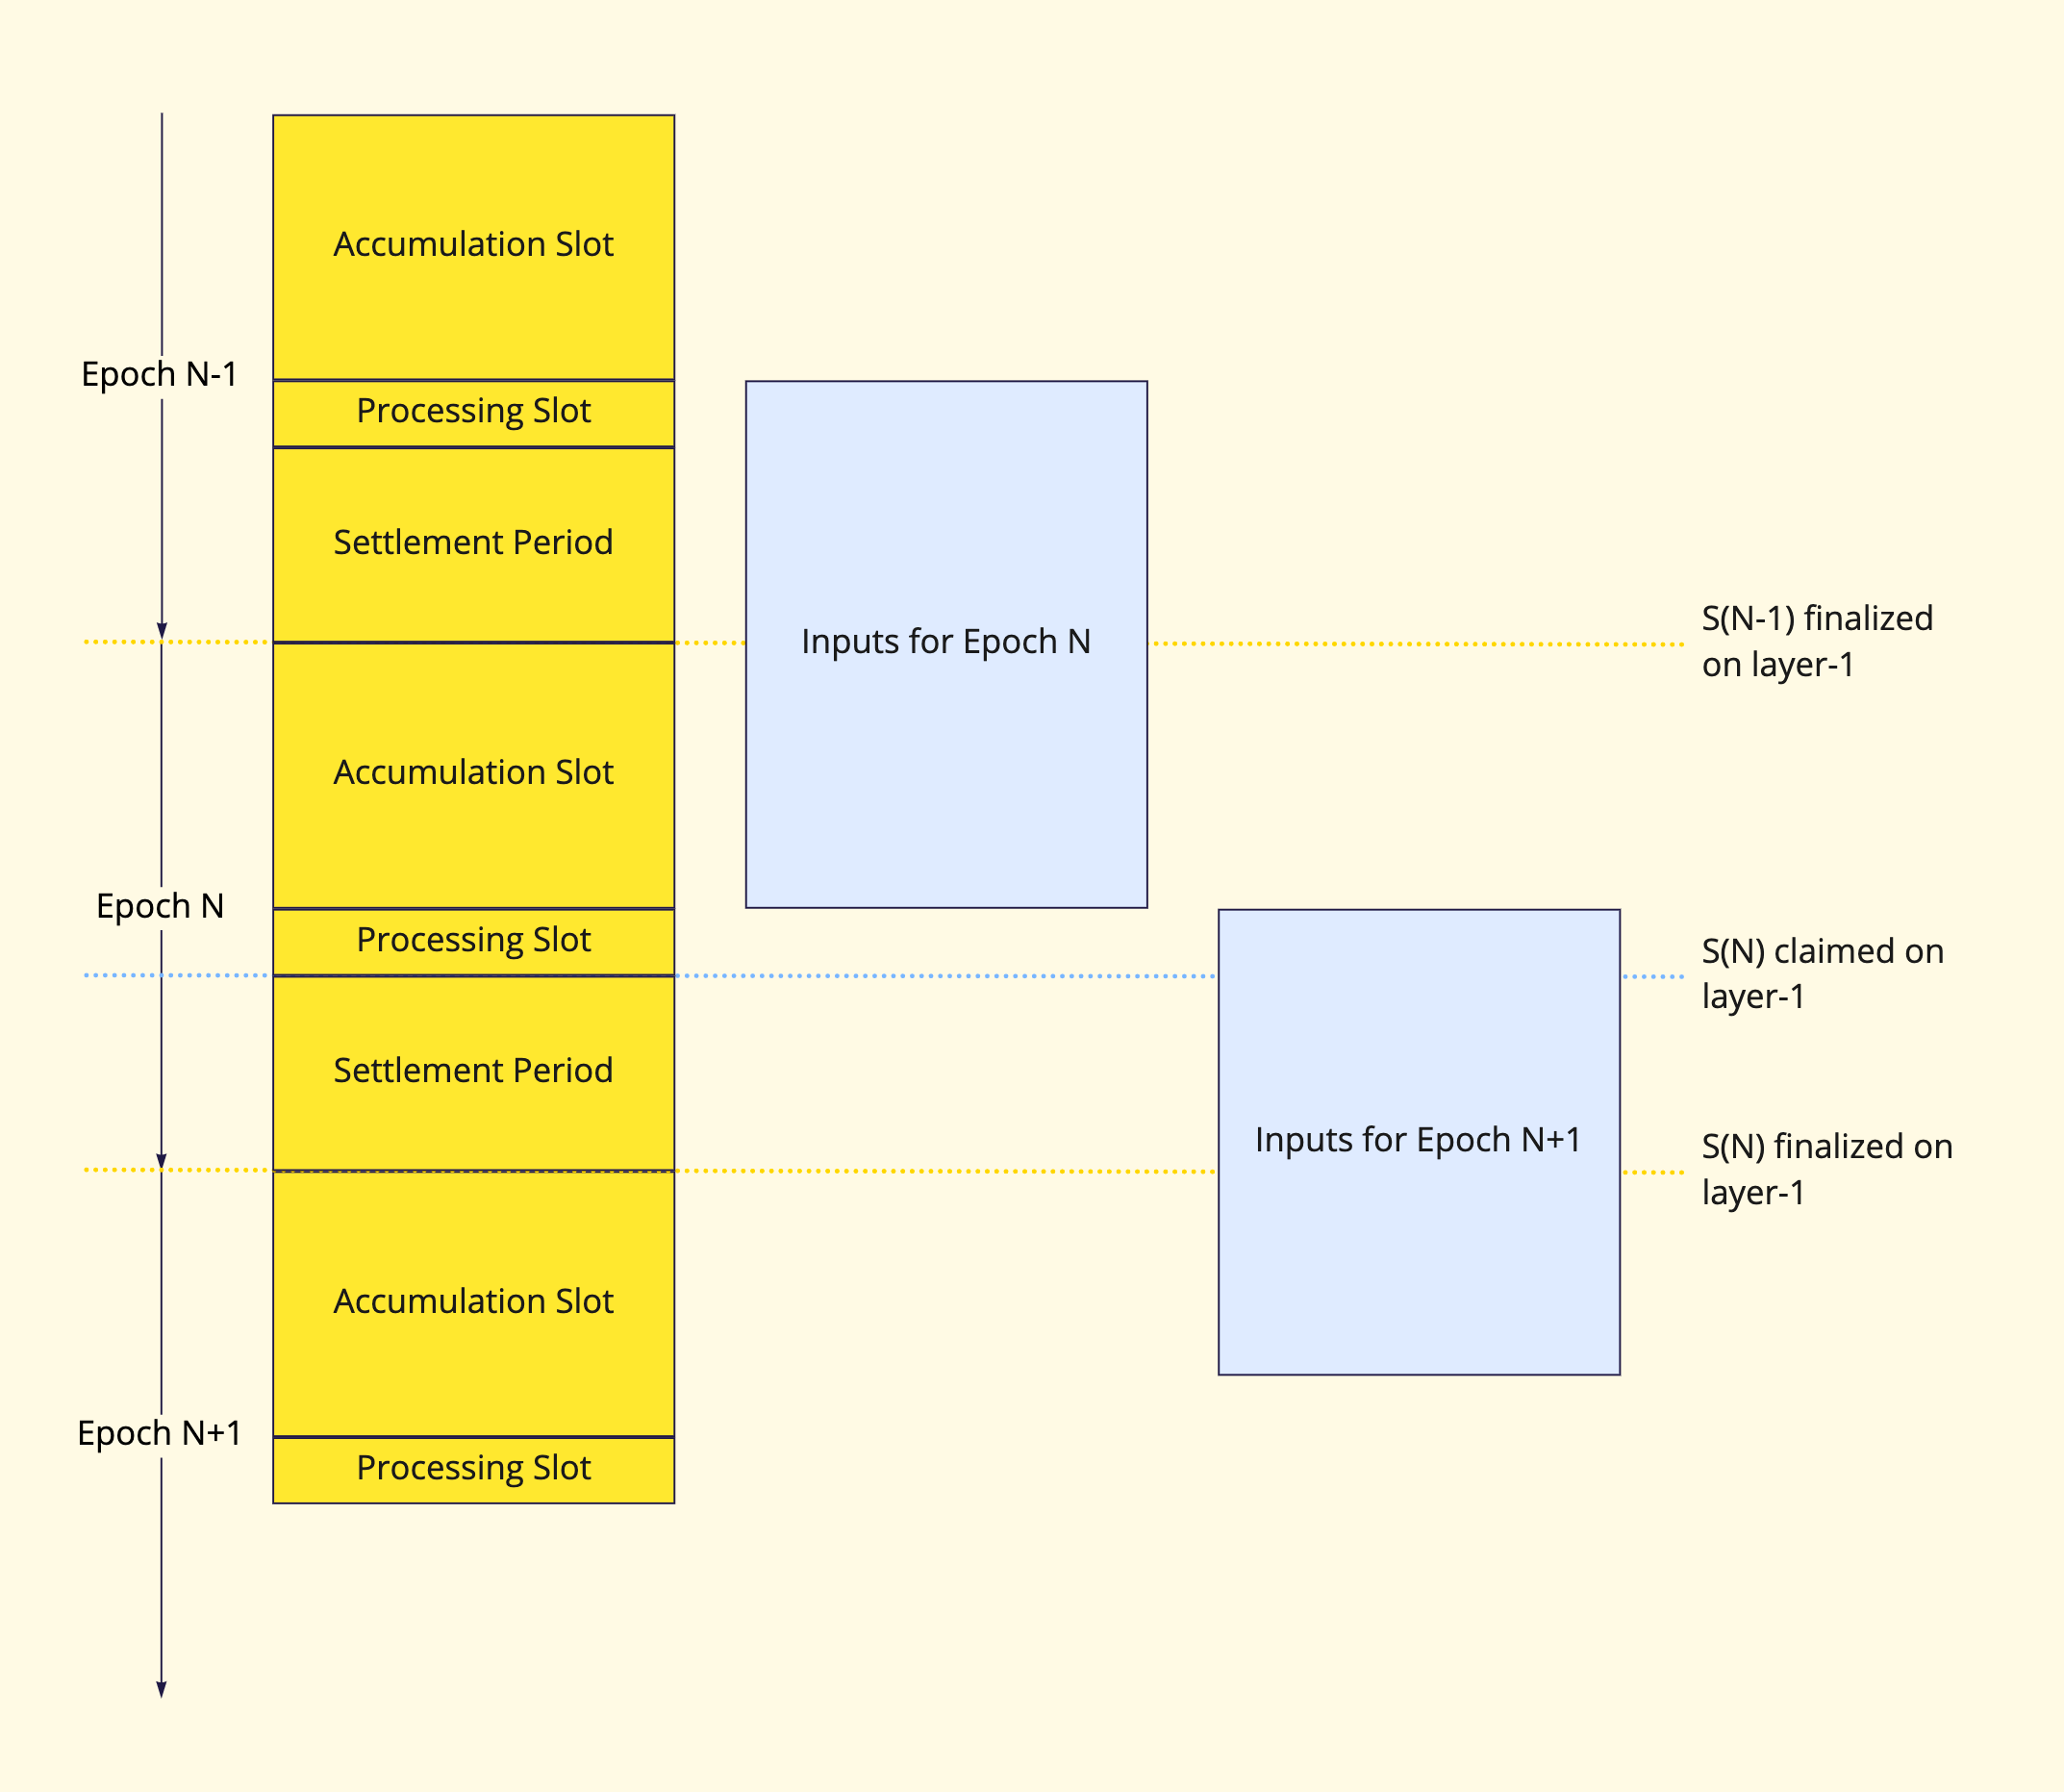 Accumulation Slot
Epoch N-1
Processing Slot
Settlement Period
Inputs for Epoch N
S(N-1) finalized
on layer-1
Accumulation Slot
Epoch N
Processing Slot
S(N) claimed on
layer-1
Settlement Period
Inputs for Epoch N+1
S(N) finalized on
layer-1
Accumulation Slot
Epoch N+1
Processing Slot